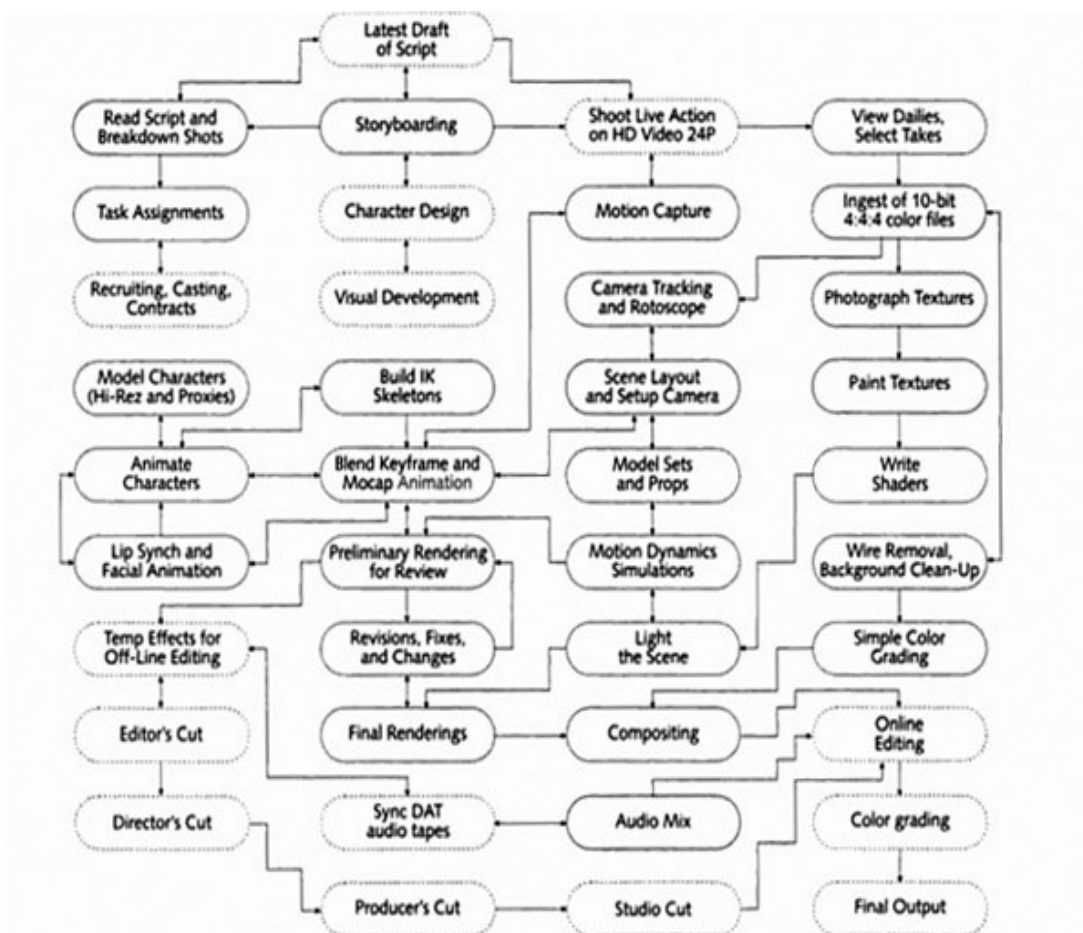 Latest Draft
of Script
Read Script and
Breakdown Shots
Storyboarding
Shoot Live Action
on HD Video 24P
View Dailies,
Select Takes
Task Assignments
Character Design
Motion Capture
Ingest of 10-bit
4:4:4 color files
Recruiting, Casting,
Contracts
Visual Development
Camera Tracking
and Rotoscope
Photograph Textures
Model Characters
(Hi-Rez and Proxies)
Build IK
Skeletons
Scene Layout
and Setup Camera
Paint Textures
Animate
Characters
Blend Keyframe and
Mocap Animation
Model Sets
and Props
Write
Shaders
Lip Synch and
Facial Animation
Preliminary Rendering
for Review
Motion Dynamics
Simulations
Wire Removal,
Background Clean-Up
Temp Effects for
Off-Line Editing
Revisions, Fixes,
and Changes
Light
the Scene
Simple Color
Grading
Editor's Cut
Final Renderings
Compositing
Online
Editing
Director's Cut
Sync DAT
audio tapes
Audio Mix
Color grading
Producer's Cut
Studio Cut
Final Output